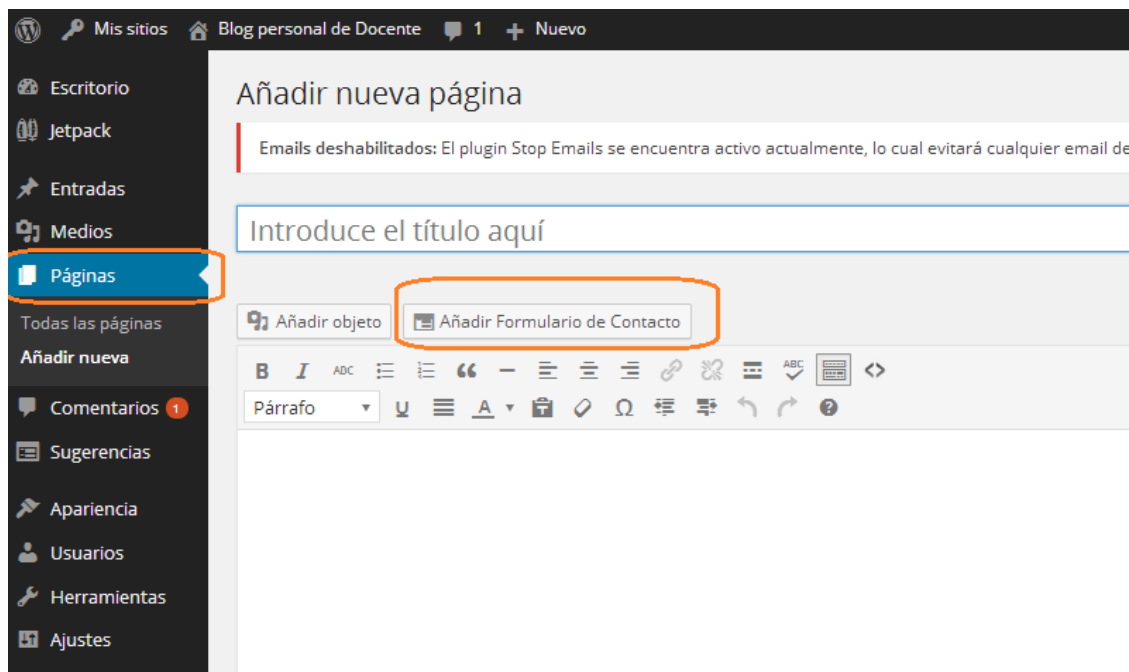 Mis sitios Blog personal de Docente 1 + Nuevo
Escritorio
Jetpack
Entradas
Medios
Páginas
Todas las páginas
Añadir nueva
Comentarios 1
Sugerencias
Apariencia
Usuarios
Herramientas
Ajustes
Añadir nueva página
Emails deshabilitados: El plugin Stop Emails se encuentra activo actualmente, lo cual evitará cualquier email de
Introduce el título aquí
Añadir objeto Añadir Formulario de Contacto
B I ABC ABC
Párrafo U A T Ω